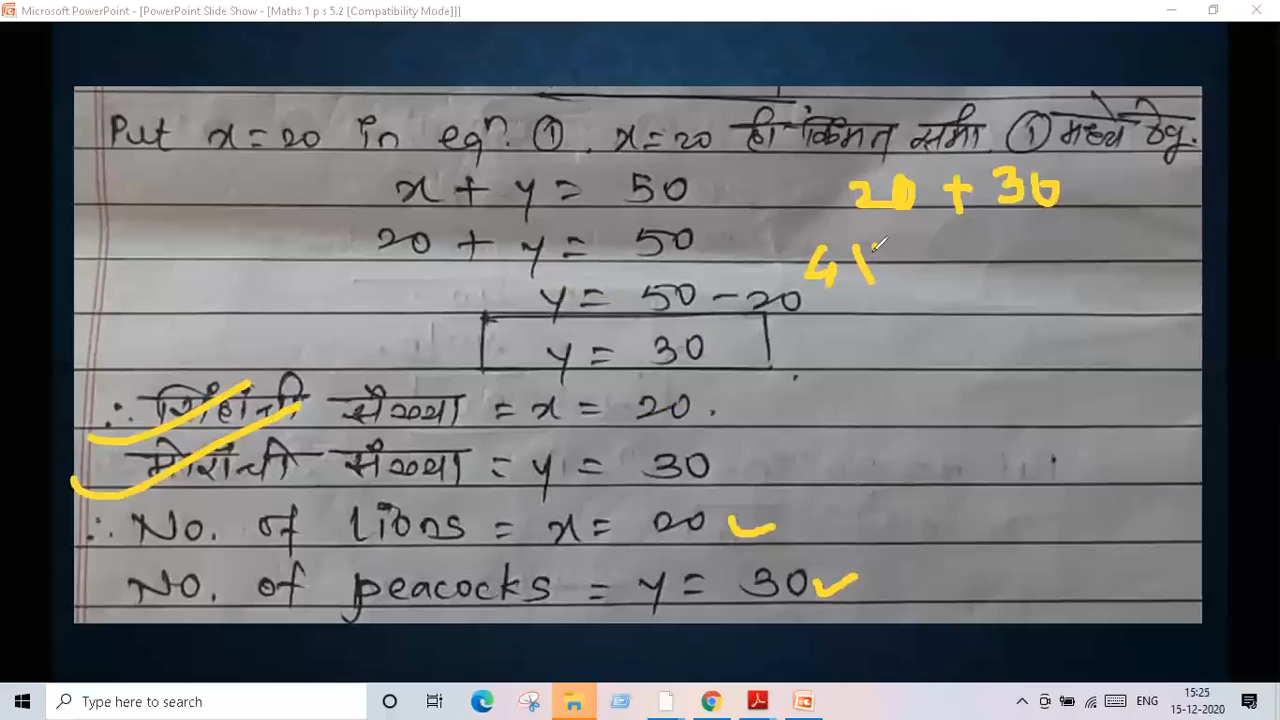 Microsoft PowerPoint - [PowerPoint Slide Show - [Maths 1 p s 5.2 [Compatibility Mode]]]
Put x=20 in eqⁿ. ①. x=20 ही किंमत समी. ① मध्ये ठेवू.
x + y = 50
20 + 30
20 + y = 50
4
y = 50 - 20
y = 30
∴ सिंहांची संख्या = x = 20.
मोरांची संख्या = y = 30
∴ No. of lions = x = 20
No. of peacocks = y = 30
Type here to search
ENG
15:25
15-12-2020